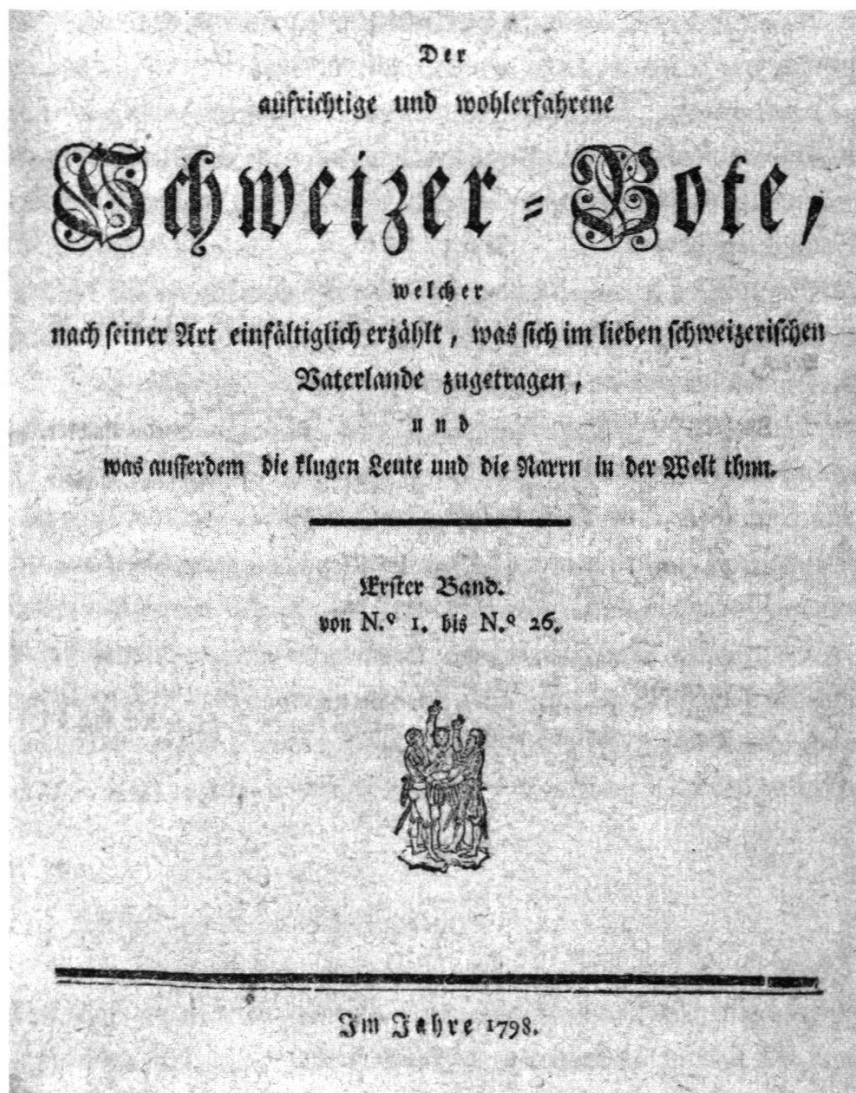 Der
aufrichtige und wohlerfahrene
Schweizer-Bote,
welcher
nach seiner Art einfältiglich erzählt, was sich im lieben schweizerischen
Vaterlande zugetragen,
und
was ausserdem die klugen Leute und die Narrn in der Welt thun.
Erster Band.
von N.º 1. bis N.º 26.
Im Jahre 1798.